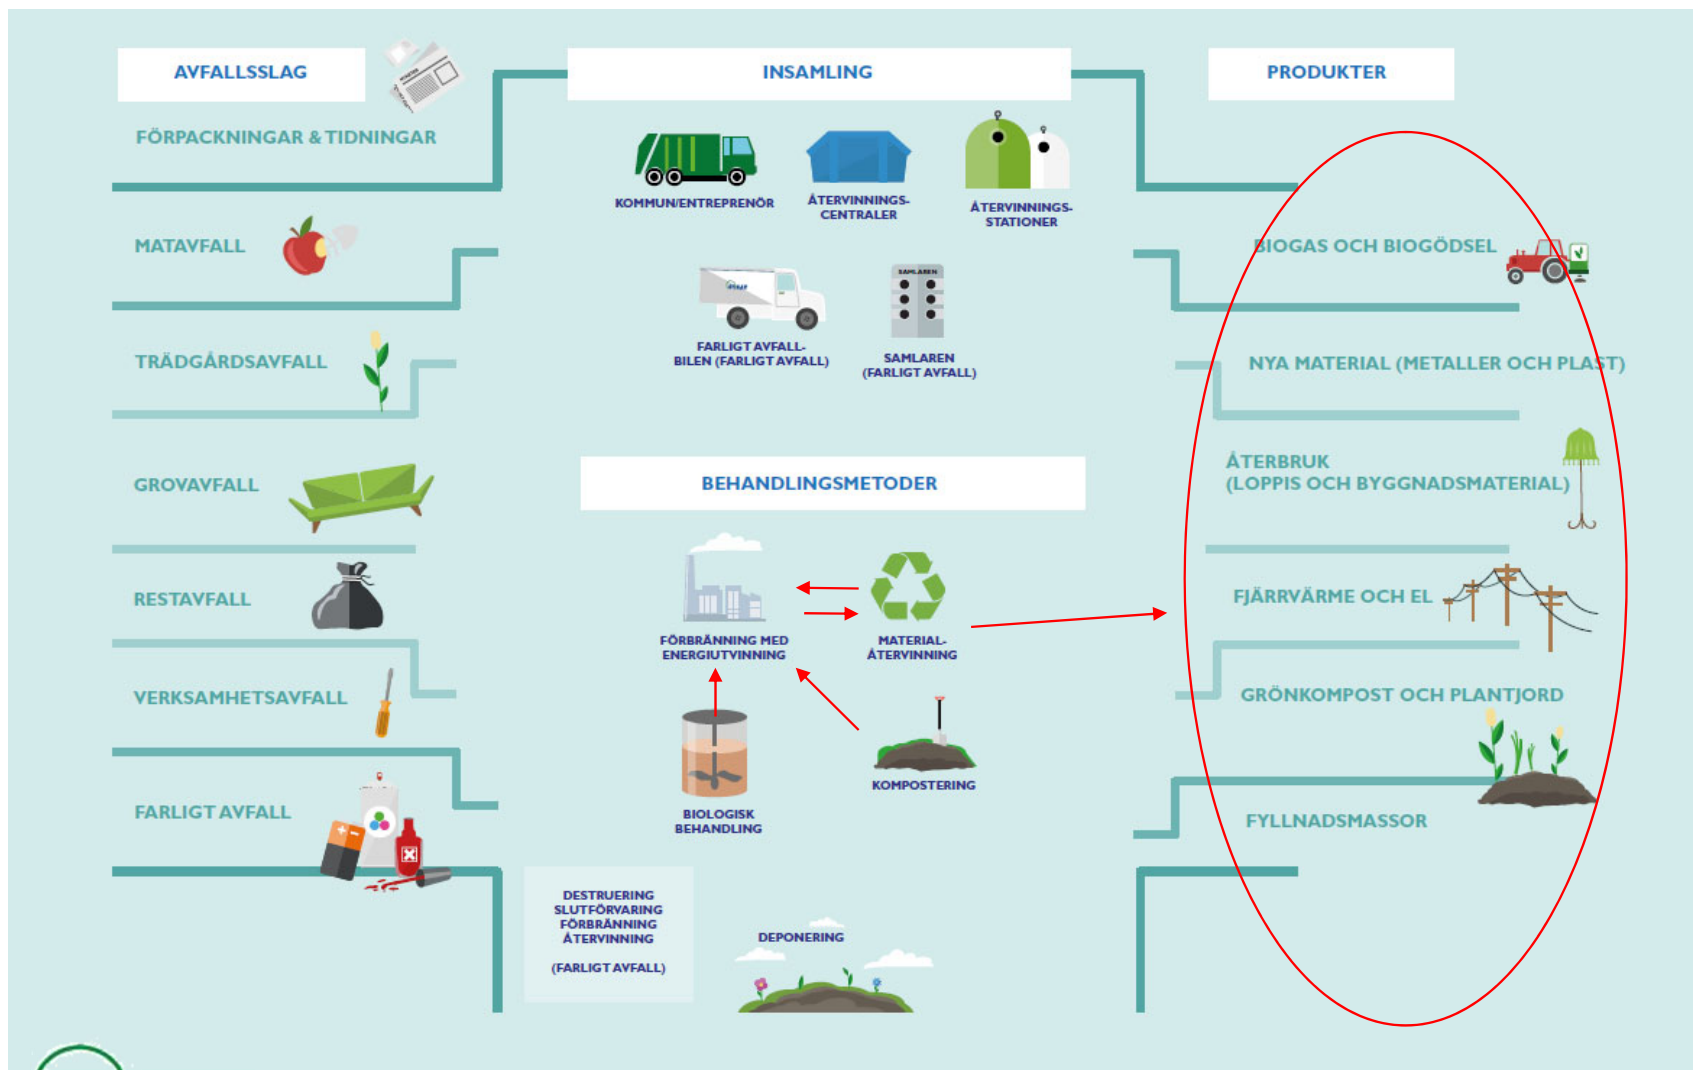 AVFALLSSLAG
FÖRPACKNINGAR & TIDNINGAR
MATAVFALL
TRÄDGÅRDSAVFALL
GROVAVFALL
RESTAVFALL
VERKSAMHETSAVFALL
FARLIGT AVFALL
INSAMLING
KOMMUN/ENTREPRENÖR
ÅTERVINNINGS-
CENTRALER
ÅTERVINNINGS-
STATIONER
FARLIGT AVFALL-
BILEN (FARLIGT AVFALL)
SAMLAREN
SAMLAREN
(FARLIGT AVFALL)
BEHANDLINGSMETODER
FÖRBRÄNNING MED
ENERGIUTVINNING
MATERIAL-
ÅTERVINNING
BIOLOGISK
BEHANDLING
KOMPOSTERING
DESTRUERING
SLUTFÖRVARING
FÖRBRÄNNING
ÅTERVINNING
(FARLIGT AVFALL)
DEPONERING
PRODUKTER
BIOGAS OCH BIOGÖDSEL
NYA MATERIAL (METALLER OCH PLAST)
ÅTERBRUK
(LOPPIS OCH BYGGNADSMATERIAL)
FJÄRRVÄRME OCH EL
GRÖNKOMPOST OCH PLANTJORD
FYLLNADSMASSOR